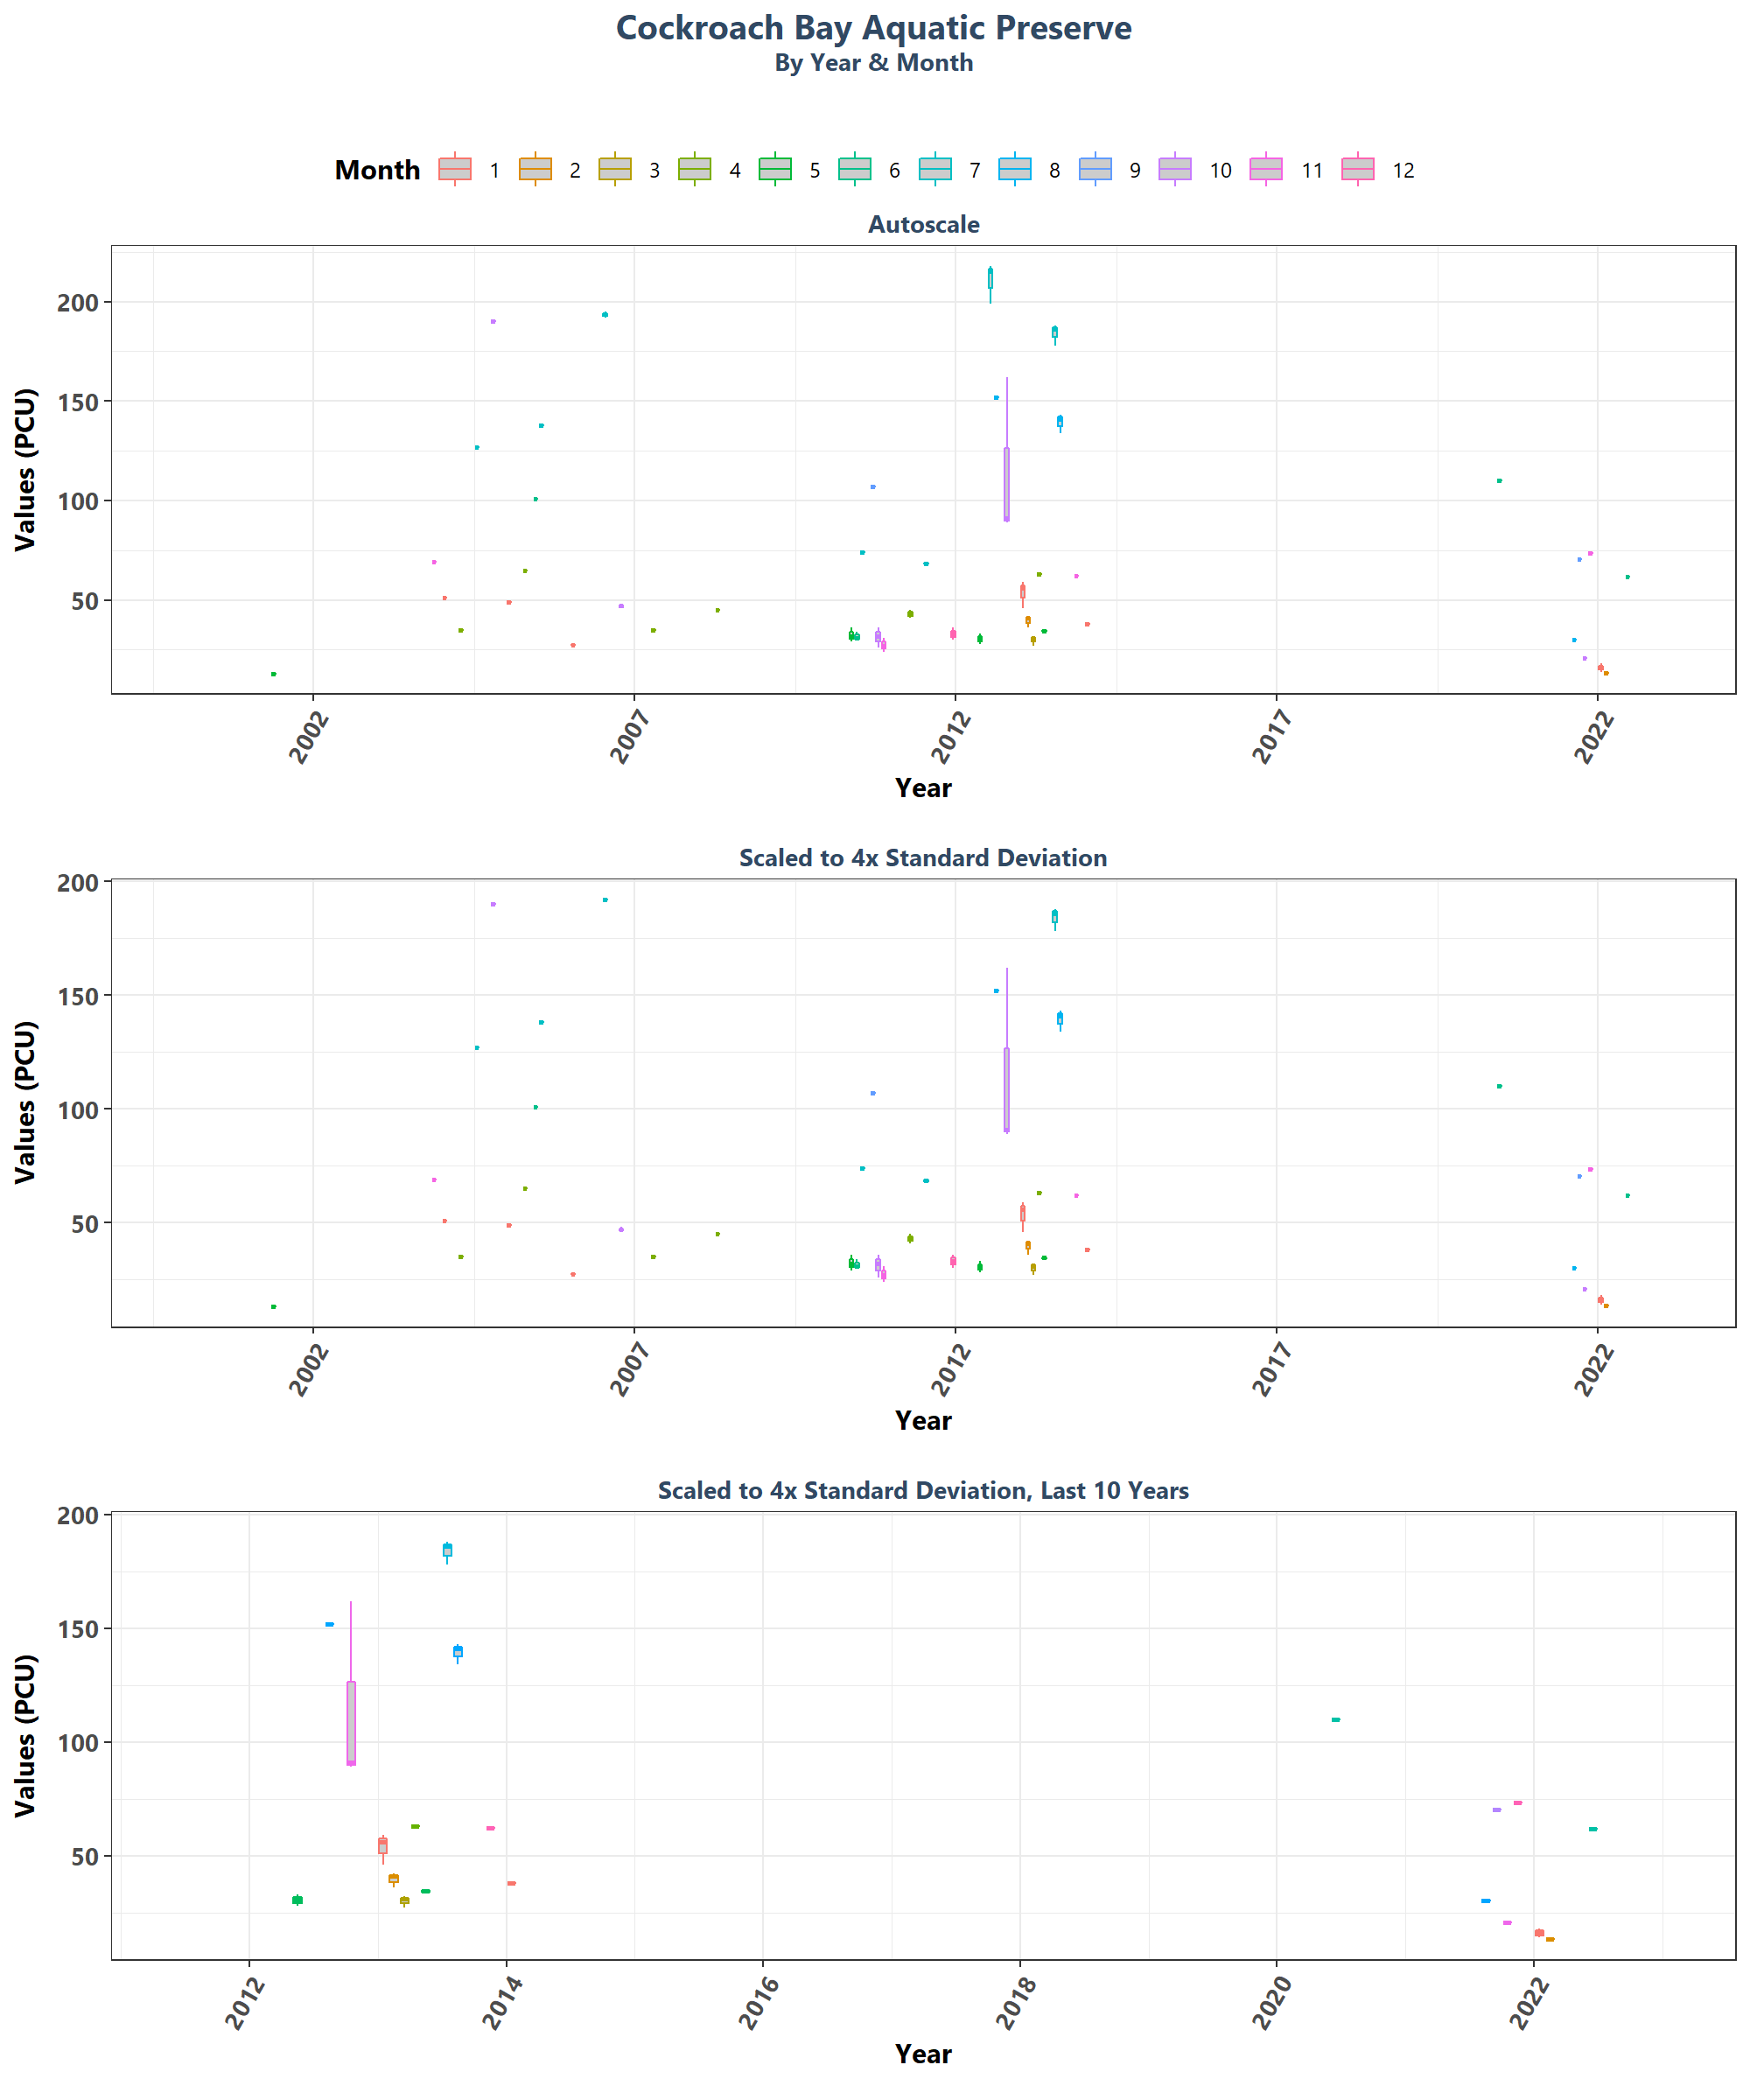 Cockroach Bay Aquatic Preserve
By Year & Month
Month 1 2 3 4 5 6 7 8 9 10 11 12
Autoscale
200
150
100
50
Values (PCU)
2002 2007 2012 2017 2022
Year
Scaled to 4x Standard Deviation
200
150
100
50
Values (PCU)
2002 2007 2012 2017 2022
Year
Scaled to 4x Standard Deviation, Last 10 Years
200
150
100
50
Values (PCU)
2012 2014 2016 2018 2020 2022
Year